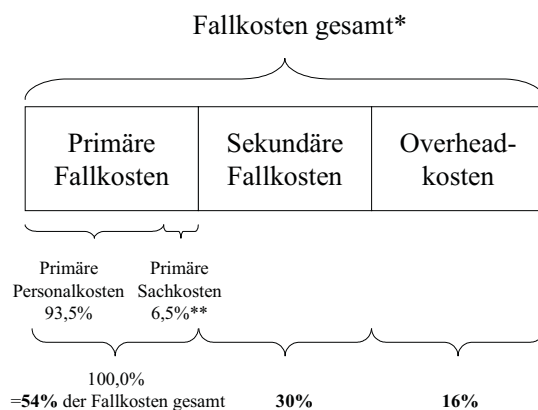 Fallkosten gesamt*
Primäre
Fallkosten
Sekundäre
Fallkosten
Overhead-
kosten
Primäre
Personalkosten
93,5%
Primäre
Sachkosten
6,5%**
100,0%
=54% der Fallkosten gesamt
30%
16%